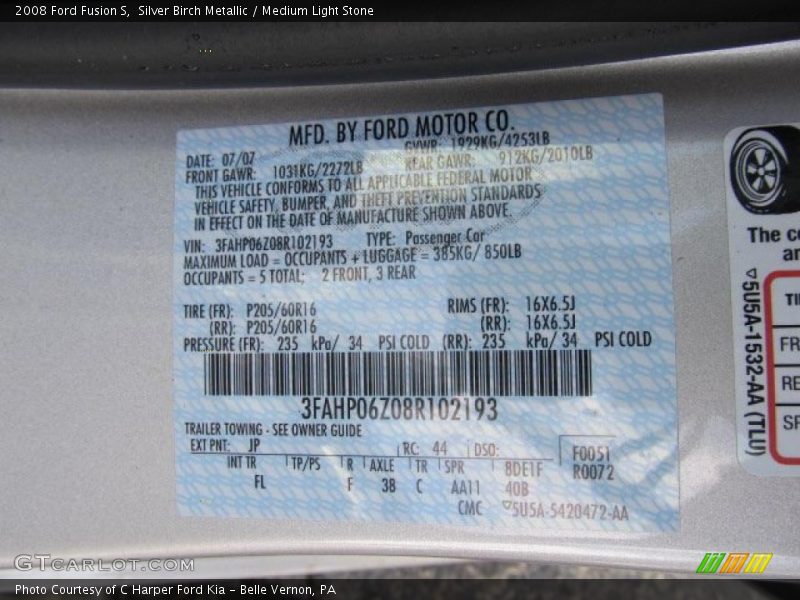 2008 Ford Fusion S,  Silver Birch Metallic / Medium Light Stone
MFD. BY FORD MOTOR CO.
DATE: 07/07
GVWR: 1929KG/4253LB
FRONT GAWR: 1031KG/2272LB
REAR GAWR: 912KG/2010LB
THIS VEHICLE CONFORMS TO ALL APPLICABLE FEDERAL MOTOR
VEHICLE SAFETY, BUMPER, AND THEFT PREVENTION STANDARDS
IN EFFECT ON THE DATE OF MANUFACTURE SHOWN ABOVE.
VIN: 3FAHP06Z08R102193 TYPE: Passenger Car
MAXIMUM LOAD = OCCUPANTS + LUGGAGE = 385KG/ 850LB
OCCUPANTS = 5 TOTAL; 2 FRONT, 3 REAR
TIRE (FR): P205/60R16 RIMS (FR): 16X6.5J
(RR): P205/60R16 (RR): 16X6.5J
PRESSURE (FR): 235 kPa/ 34 PSI COLD (RR): 235 kPa/ 34 PSI COLD
3FAHP06Z08R102193
TRAILER TOWING - SEE OWNER GUIDE
EXT PNT: JP RC: 44 DSO: F0051
INT TR TP/PS R AXLE TR SPR 8DE1F R0072
FL F 3B C AA11 40B
CMC ▽5U5A-5420472-AA
The co
an
▽5U5A-1532-AA (TLU)
TI
FR
RE
SP
GTCARLOT.COM
Photo Courtesy of C Harper Ford Kia – Belle Vernon, PA